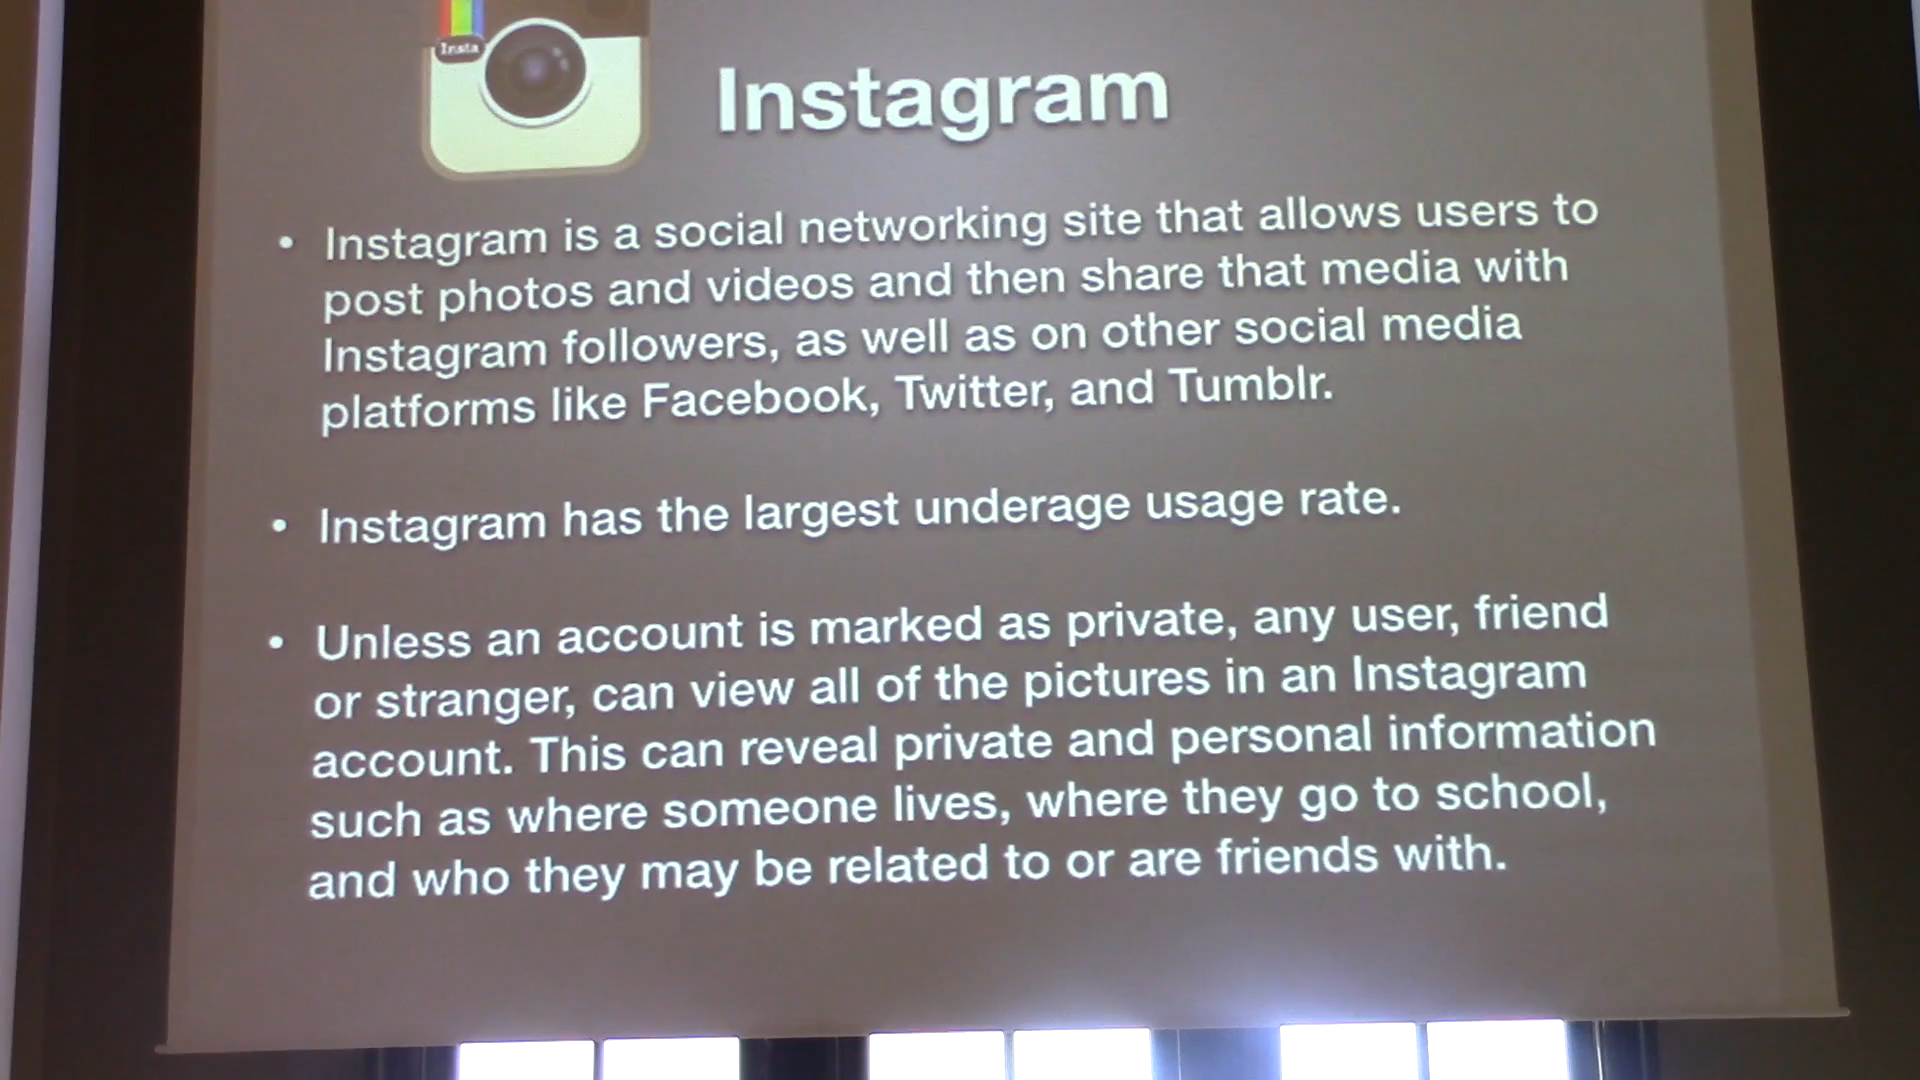 Insta
Instagram
• Instagram is a social networking site that allows users to
post photos and videos and then share that media with
Instagram followers, as well as on other social media
platforms like Facebook, Twitter, and Tumblr.
• Instagram has the largest underage usage rate.
• Unless an account is marked as private, any user, friend
or stranger, can view all of the pictures in an Instagram
account. This can reveal private and personal information
such as where someone lives, where they go to school,
and who they may be related to or are friends with.